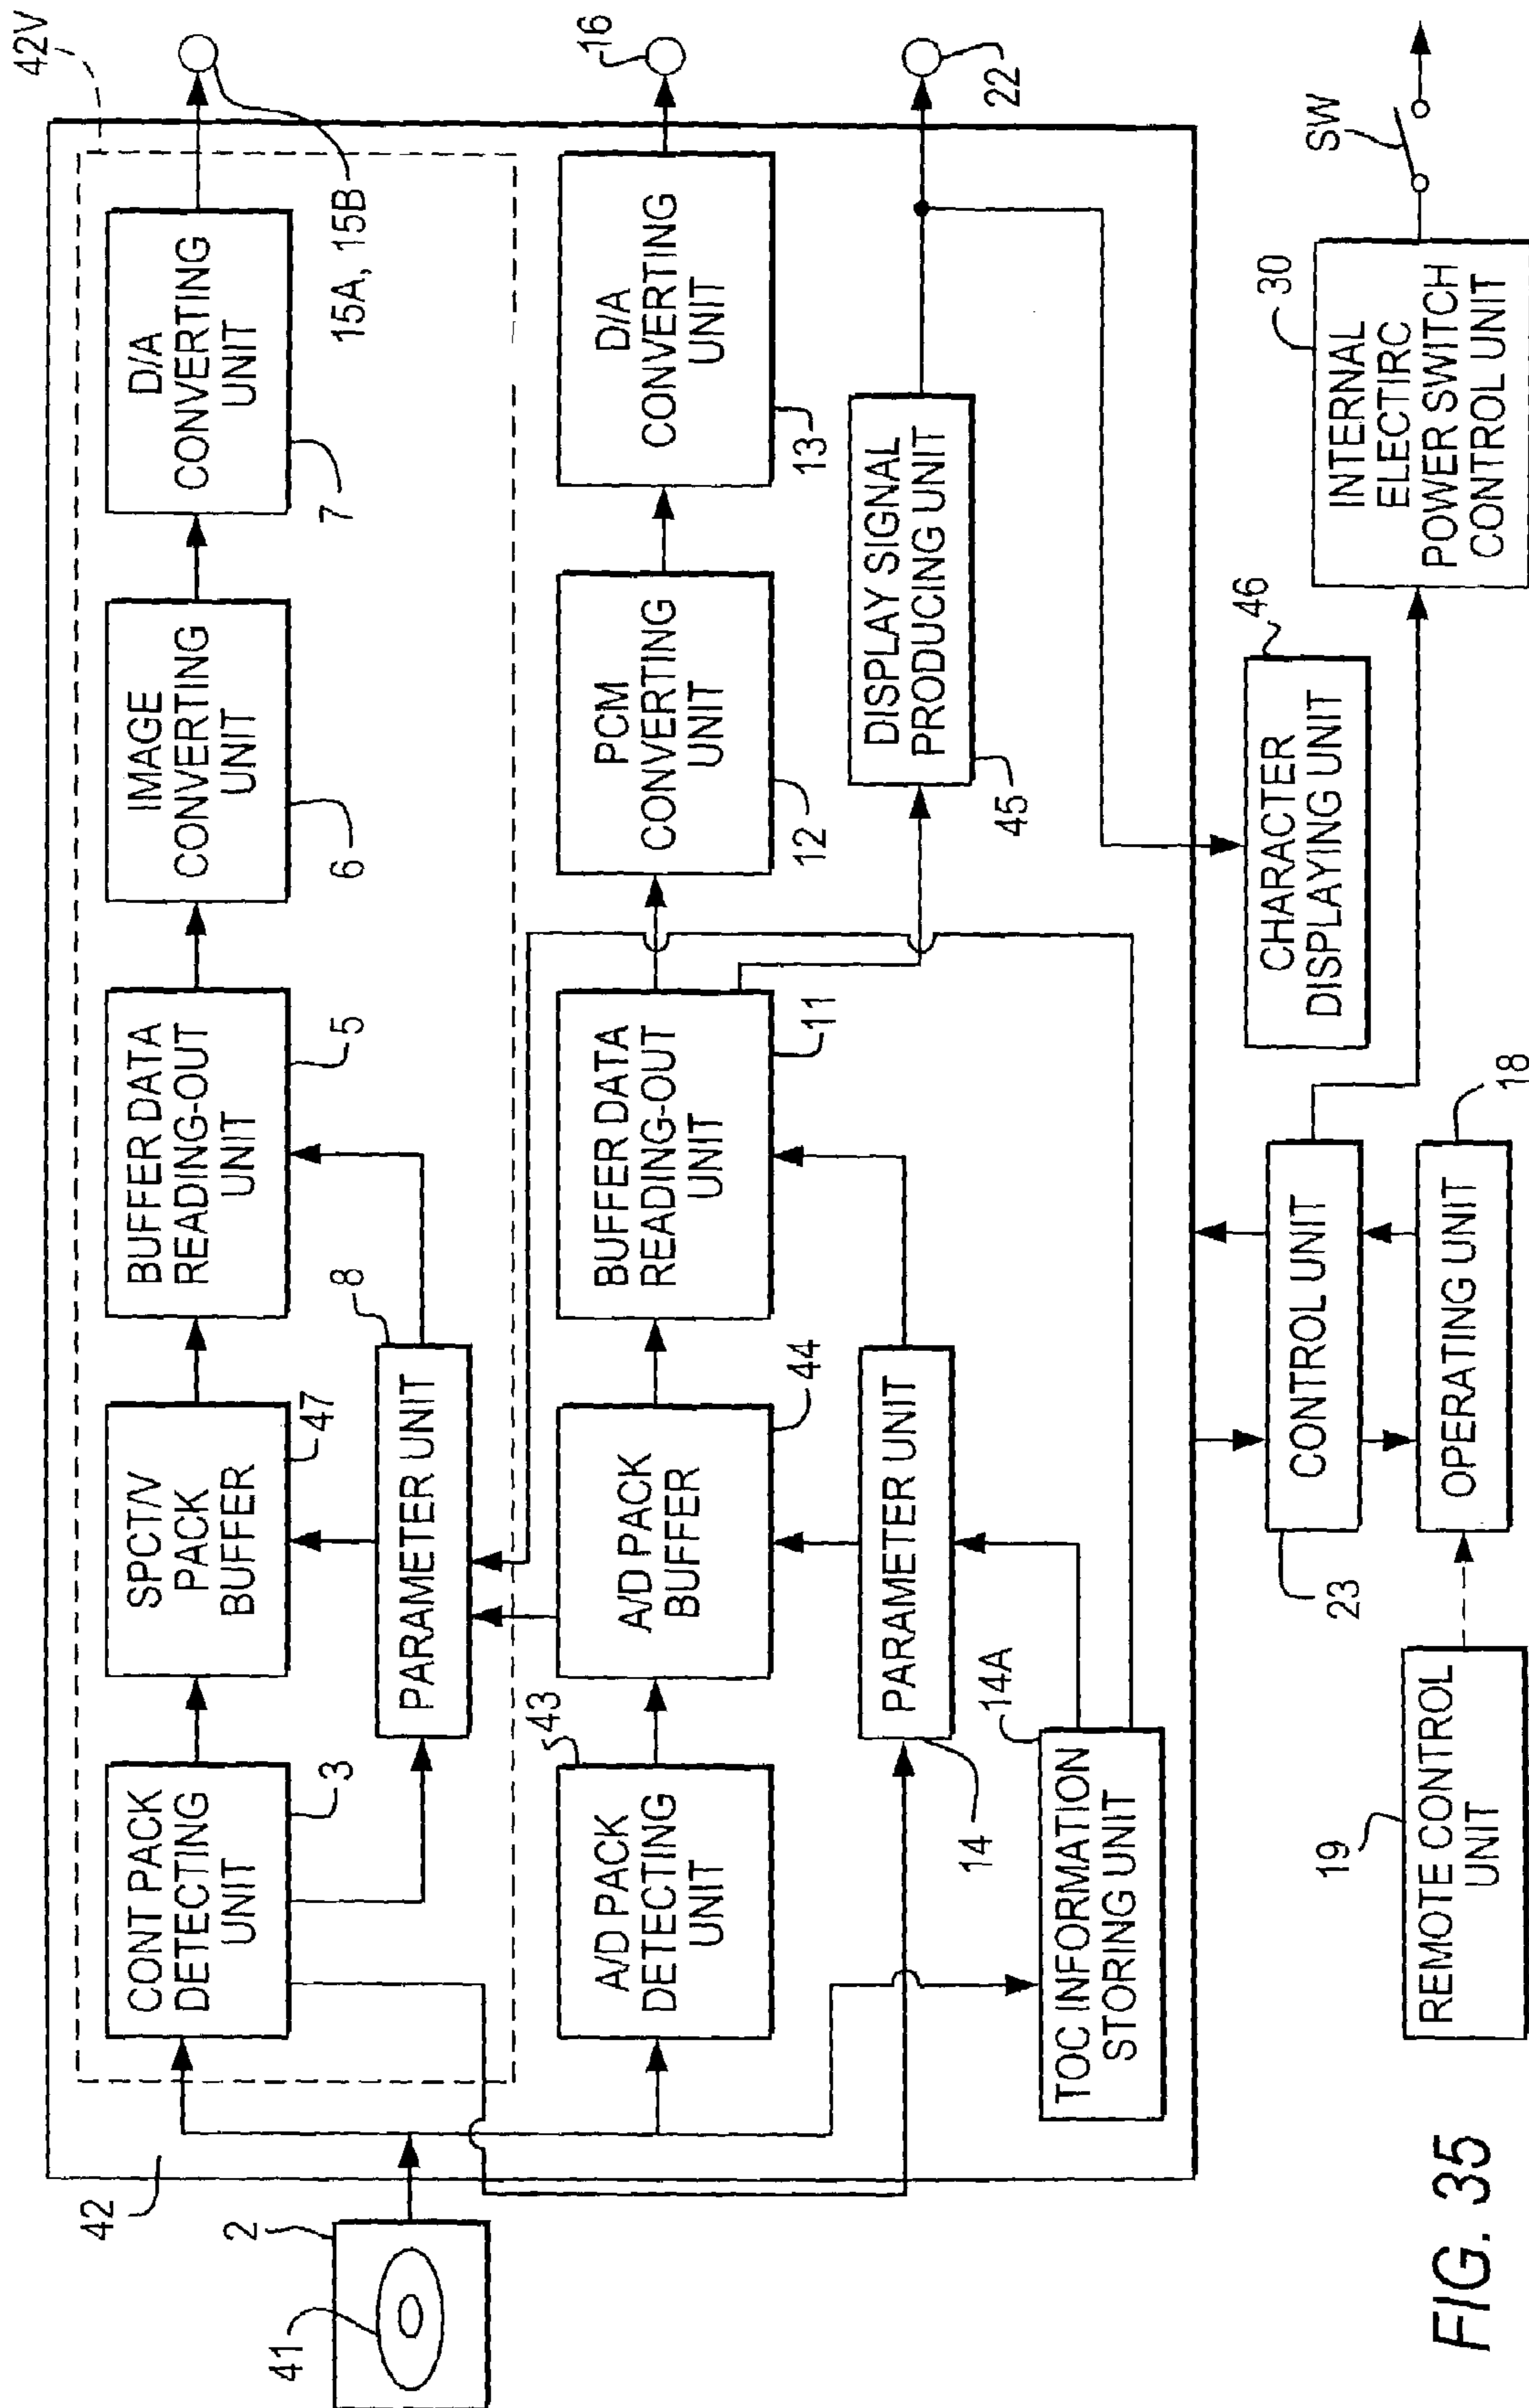 42V
D/A
CONVERTING
UNIT
7
15A, 15B
IMAGE
CONVERTING
UNIT
6
BUFFER DATA
READING-OUT
UNIT
5
SPCT/V
PACK
BUFFER
47
CONT PACK
DETECTING
UNIT
3
PARAMETER UNIT
8
42
2
41
A/D PACK
DETECTING
UNIT
43
A/D PACK
BUFFER
44
BUFFER DATA
READING-OUT
UNIT
11
PCM
CONVERTING
UNIT
12
D/A
CONVERTING
UNIT
13
16
PARAMETER UNIT
14
TOC INFORMATION
STORING UNIT
14A
DISPLAY SIGNAL
PRODUCING UNIT
45
22
CHARACTER
DISPLAYING UNIT
46
CONTROL UNIT
23
OPERATING UNIT
18
REMOTE CONTROL
UNIT
19
INTERNAL
ELECTIRC
POWER SWITCH
CONTROL UNIT
30
SW
FIG. 35